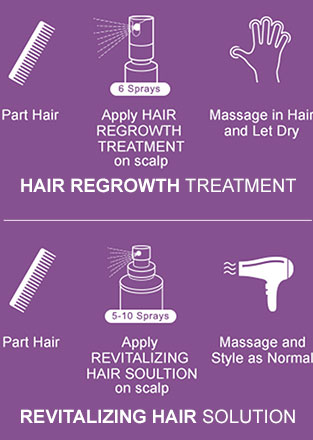 6 Sprays
Part Hair
Apply HAIR
REGROWTH
TREATMENT
on scalp
Massage in Hair
and Let Dry
HAIR REGROWTH TREATMENT
5-10 Sprays
Part Hair
Apply
REVITALIZING
HAIR SOULTION
on scalp
Massage and
Style as Normal
REVITALIZING HAIR SOLUTION